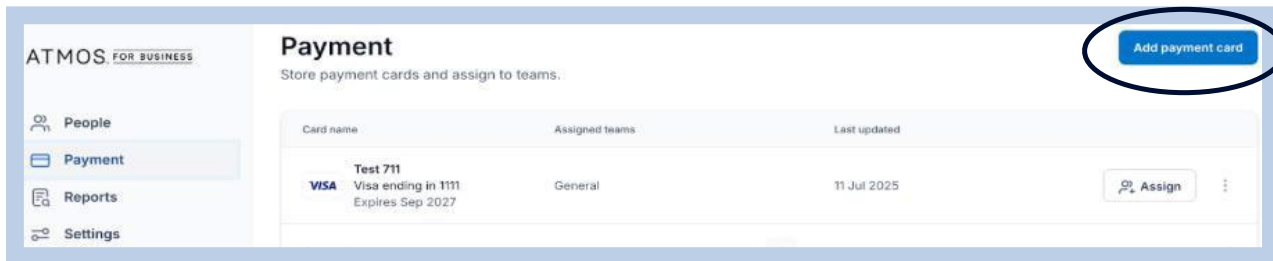 ATMOS FOR BUSINESS
People
Payment
Reports
Settings
Payment
Add payment card
Store payment cards and assign to teams.
Card name Assigned teams Last updated
Test 711
VISA Visa ending in 1111 General 11 Jul 2025 Assign
Expires Sep 2027